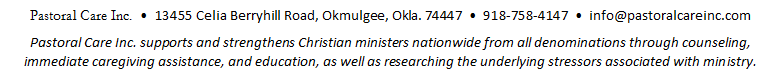 Pastoral Care Inc. • 13455 Celia Berryhill Road, Okmulgee, Okla. 74447 • 918-758-4147 • info@pastoralcareinc.com
Pastoral Care Inc. supports and strengthens Christian ministers nationwide from all denominations through counseling,
immediate caregiving assistance, and education, as well as researching the underlying stressors associated with ministry.